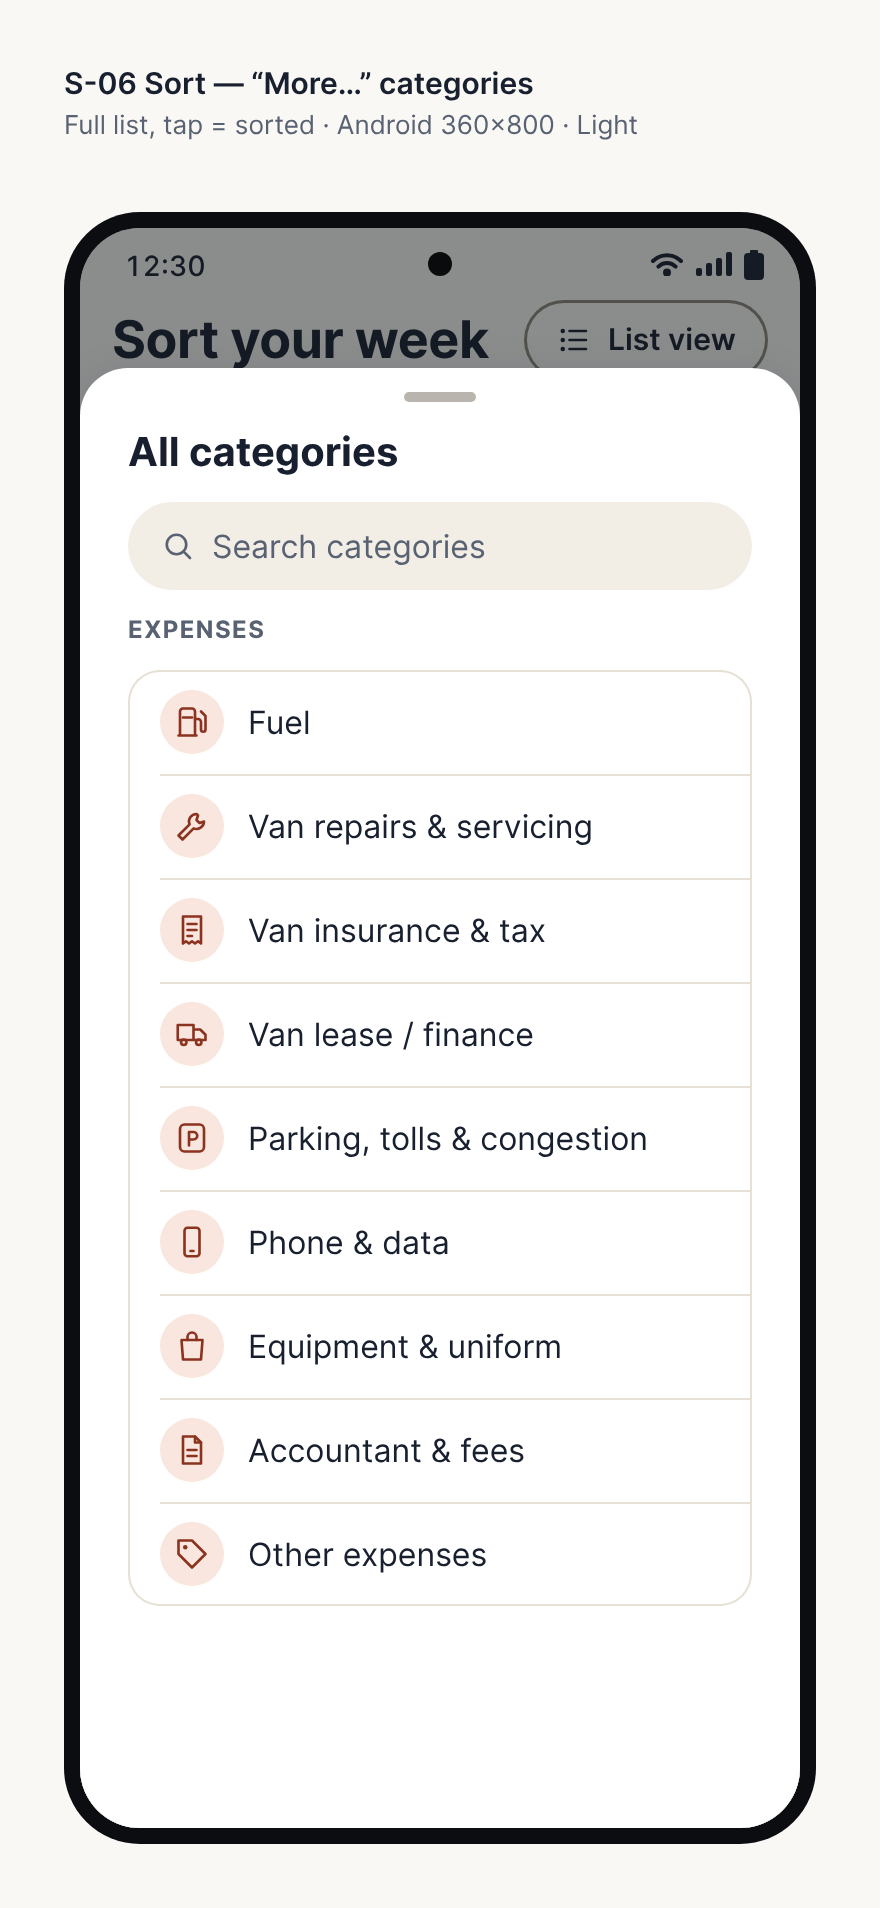 S-06 Sort — “More…” categories
Full list, tap = sorted · Android 360×800 · Light
12:30
Sort your week
List view
All categories
Search categories
EXPENSES
Fuel
Van repairs & servicing
Van insurance & tax
Van lease / finance
P
Parking, tolls & congestion
Phone & data
Equipment & uniform
Accountant & fees
Other expenses